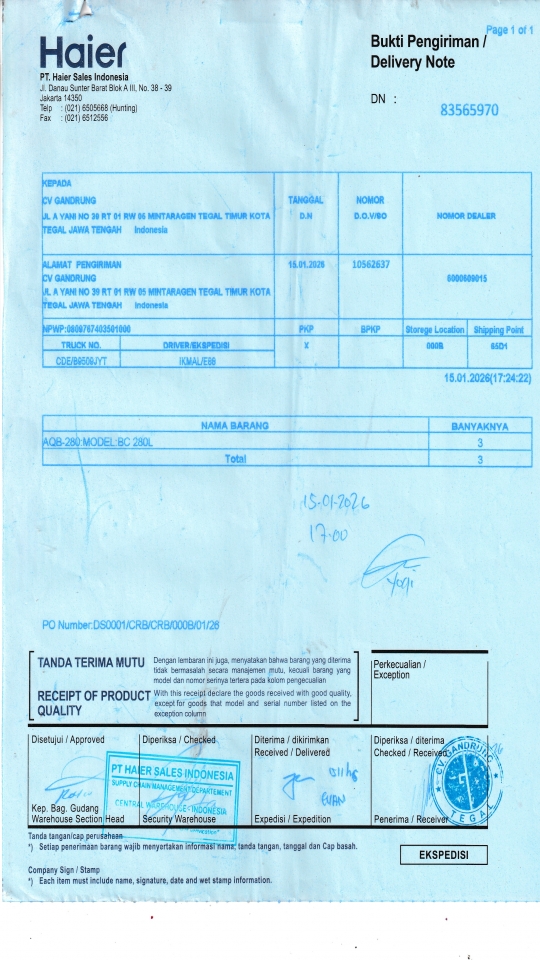 Page 1 of 1
Haier
PT. Haier Sales Indonesia
Jl. Danau Sunter Barat Blok A III, No. 38 - 39
Jakarta 14350
Telp : (021) 6505668 (Hunting)
Fax : (021) 6512556
Bukti Pengiriman /
Delivery Note
DN :
83565970
KEPADA
CV GANDRUNG
JL A YANI NO 39 RT 01 RW 05 MINTARAGEN TEGAL TIMUR KOTA
TEGAL JAWA TENGAH Indonesia
TANGGAL
D.N
NOMOR
D.O.V/SO
NOMOR DEALER
ALAMAT PENGIRIMAN
CV GANDRUNG
JL A YANI NO 39 RT 01 RW 05 MINTARAGEN TEGAL TIMUR KOTA
TEGAL JAWA TENGAH Indonesia
15.01.2026
10562637
6000609015
NPWP:0809767403501000
PKP
BPKP
Storege Location
Shipping Point
TRUCK NO.
DRIVER/EKSPEDISI
X
000B
65D1
CDE/B9509JYT
IKMAL/E66
15.01.2026(17:24:22)
NAMA BARANG
BANYAKNYA
AQB-280:MODEL:BC 280L
3
Total
3
15-01-2026
17.00
Yogi
PO Number:DS0001/CRB/CRB/000B/01/26
TANDA TERIMA MUTU
Dengan lembaran ini juga, menyatakan bahwa barang yang diterima
tidak bermasalah secara manajemen mutu, kecuali barang yang
model dan nomor serinya tertera pada kolom pengecualian
RECEIPT OF PRODUCT
QUALITY
With this receipt declare the goods received with good quality,
except for goods that model and serial number listed on the
exception column
Perkecualian /
Exception
Disetujui / Approved
Diperiksa / Checked
Diterima / dikirimkan
Received / Delivered
Diperiksa / diterima
Checked / Received
PT HAIER SALES INDONESIA
SUPPLY CHAIN MANAGEMENT DEPARTEMENT
CENTRAL WAREHOUSE INDONESIA
EVAN
CV. GANDRUNG
TEGAL
Kep. Bag. Gudang
Warehouse Section Head
Security Warehouse
Expedisi / Expedition
Penerima / Receiver
Tanda tangan/cap perusahaan
*) Setiap penerimaan barang wajib menyertakan informasi nama, tanda tangan, tanggal dan Cap basah.
EKSPEDISI
Company Sign / Stamp
*) Each item must include name, signature, date and wet stamp information.